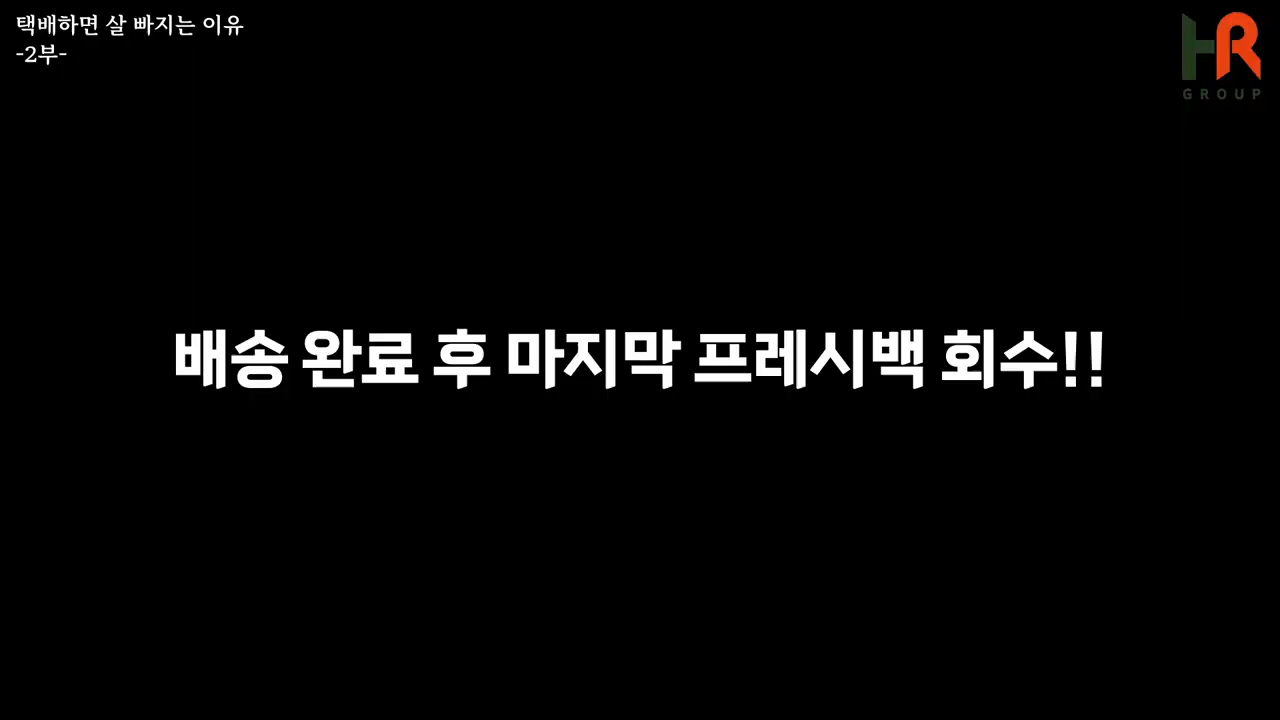 택배하면 살 빠지는 이유
-2부-
HR
GROUP
배송 완료 후 마지막 프레시백 회수!!